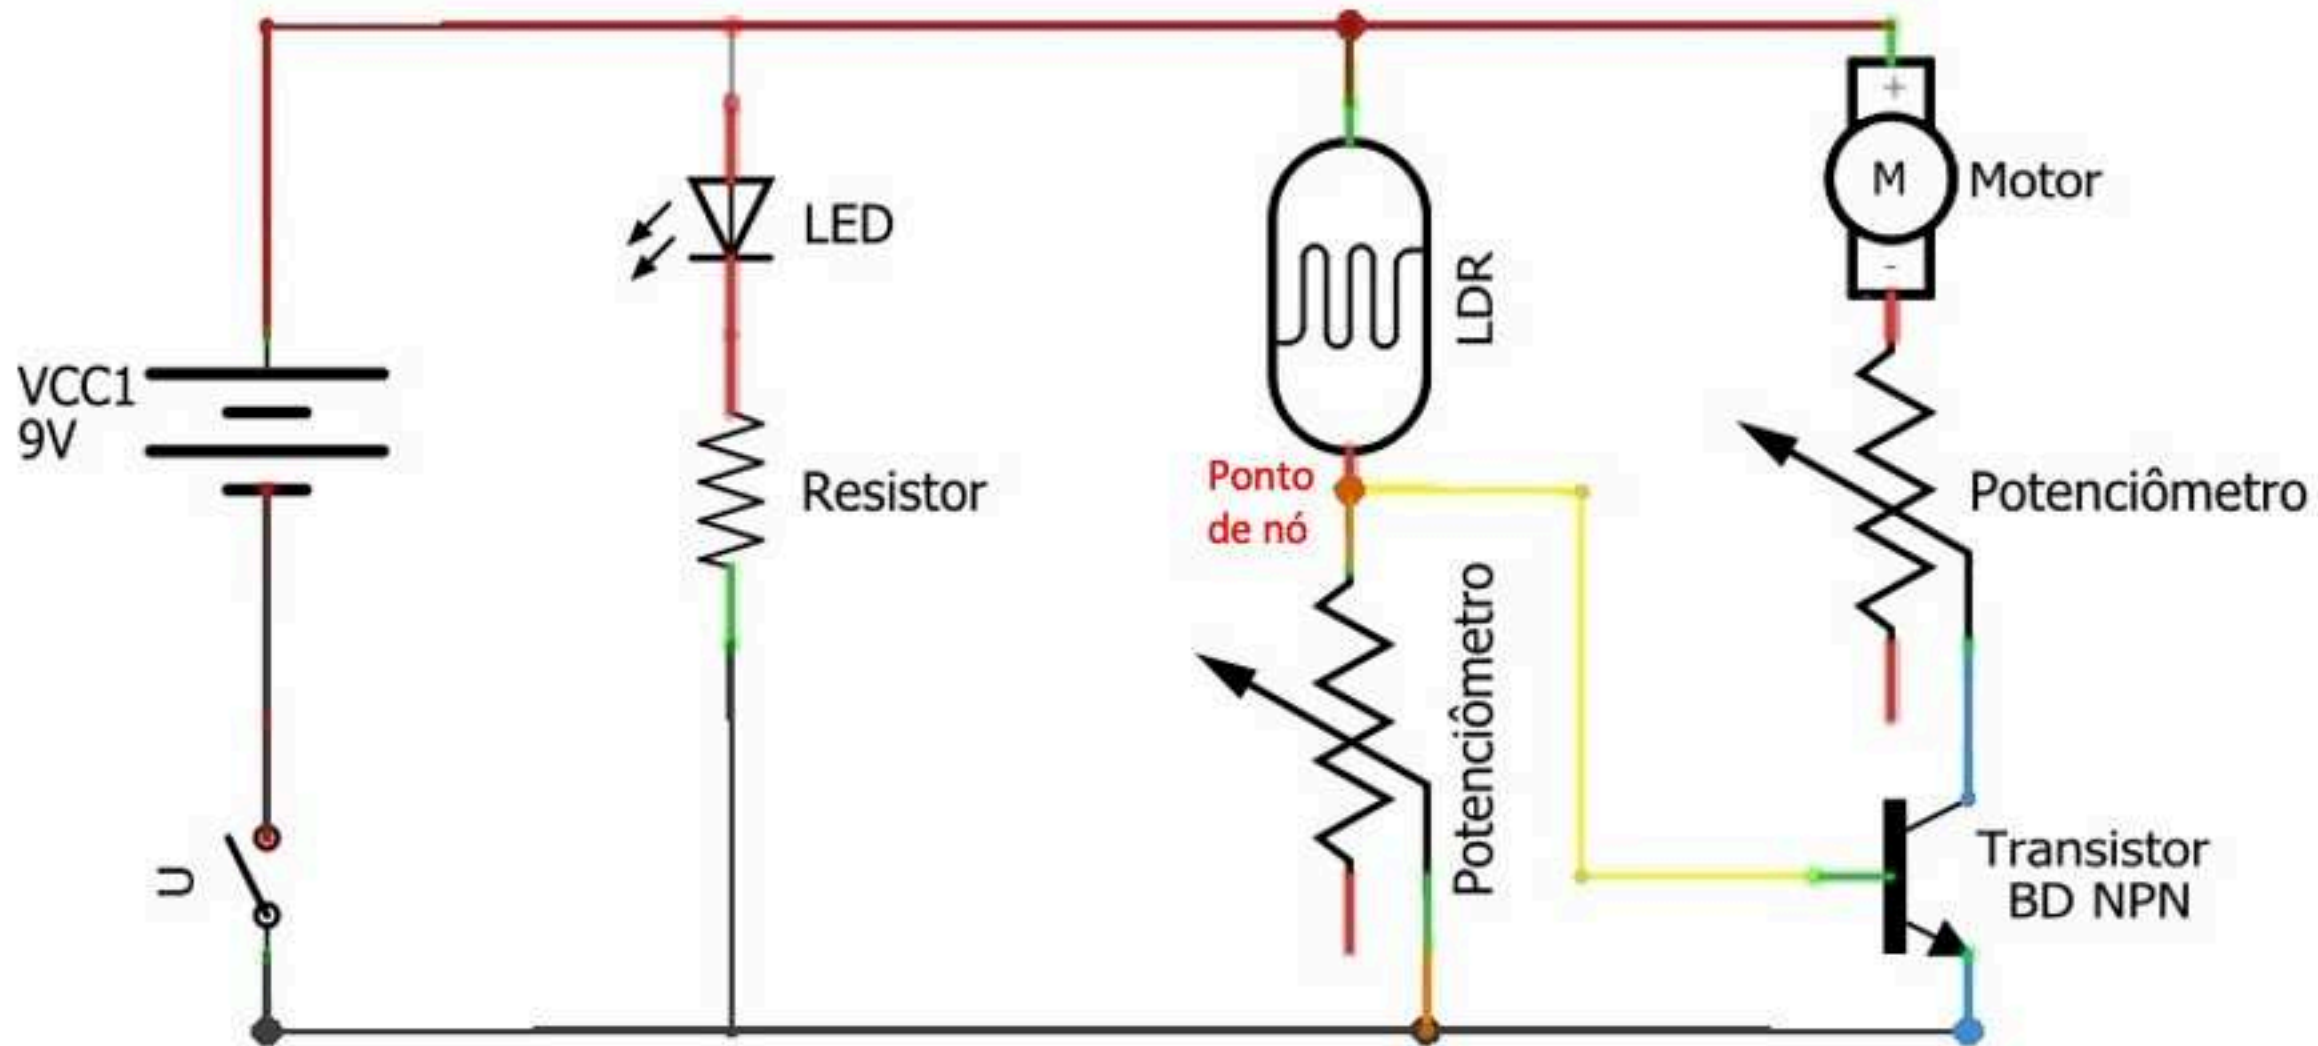 VCC1
9V
U
LED
Resistor
LDR
Ponto
de nó
Potenciômetro
+
M
-
Motor
Potenciômetro
Transistor
BD NPN